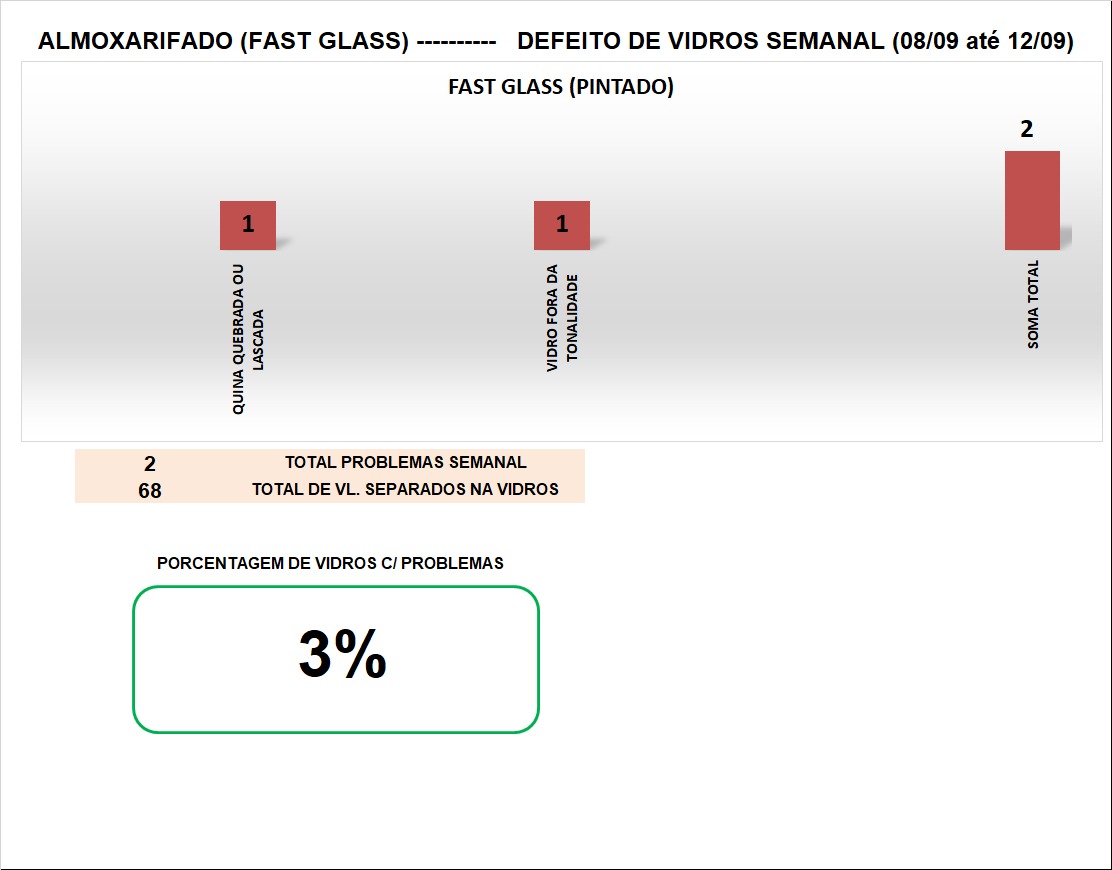 ALMOXARIFADO (FAST GLASS) ---------- DEFEITO DE VIDROS SEMANAL (08/09 até 12/09)
FAST GLASS (PINTADO)
1
1
2
QUINA QUEBRADA OU
LASCADA
VIDRO FORA DA
TONALIDADE
SOMA TOTAL
2 TOTAL PROBLEMAS SEMANAL
68 TOTAL DE VL. SEPARADOS NA VIDROS
PORCENTAGEM DE VIDROS C/ PROBLEMAS
3%